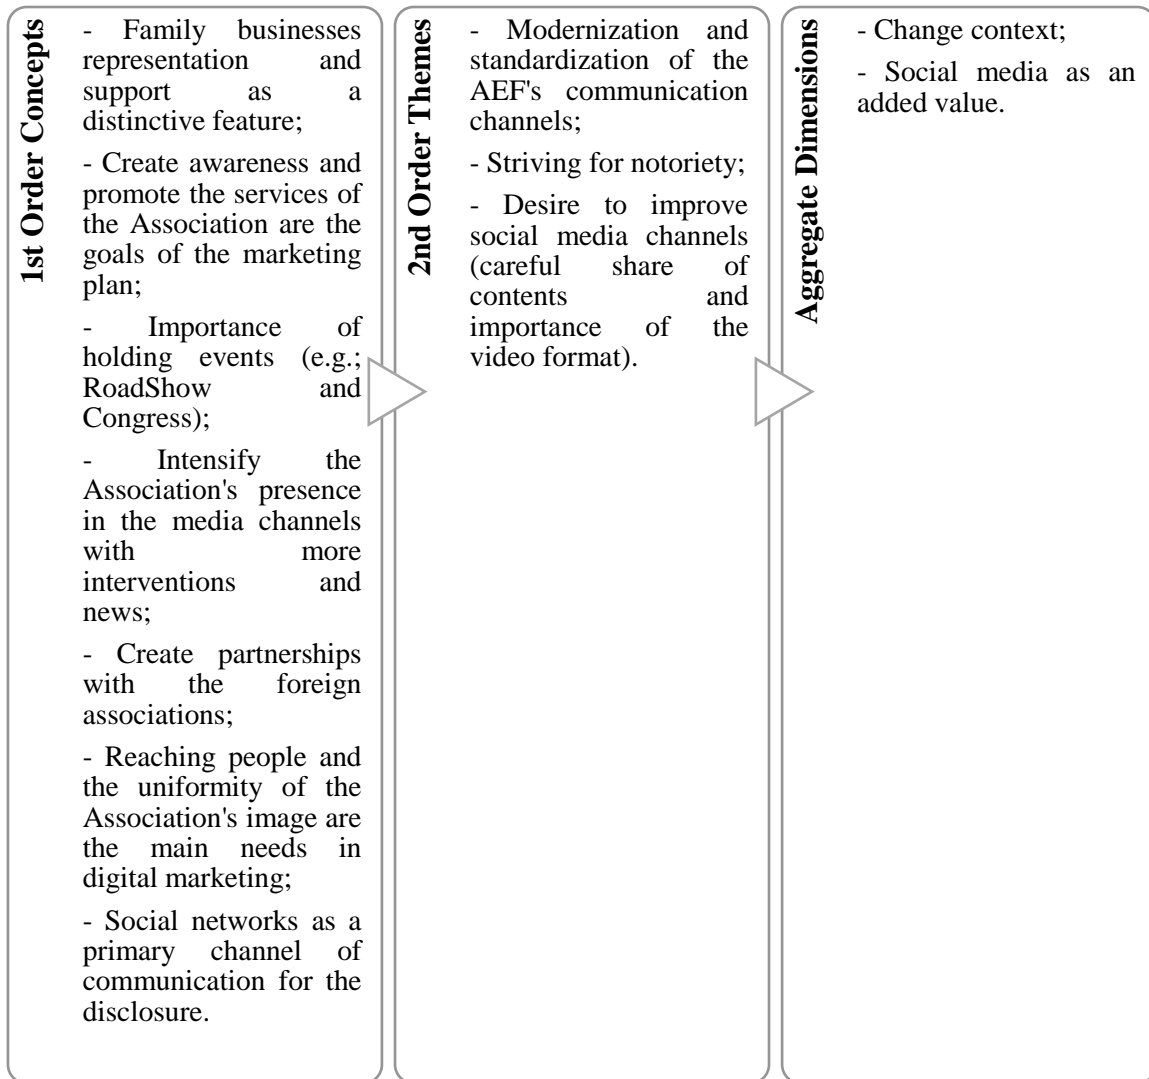 1st Order Concepts
- Family businesses
representation and
support as a
distinctive feature;
- Create awareness and
promote the services of
the Association are the
goals of the marketing
plan;
- Importance of
holding events (e.g.;
RoadShow and
Congress);
- Intensify the
Association's presence
in the media channels
with more
interventions and
news;
- Create partnerships
with the foreign
associations;
- Reaching people and
the uniformity of the
Association's image are
the main needs in
digital marketing;
- Social networks as a
primary channel of
communication for the
disclosure.
2nd Order Themes
- Modernization and
standardization of the
AEF's communication
channels;
- Striving for notoriety;
- Desire to improve
social media channels
(careful share of
contents and
importance of the
video format).
Aggregate Dimensions
- Change context;
- Social media as an
added value.